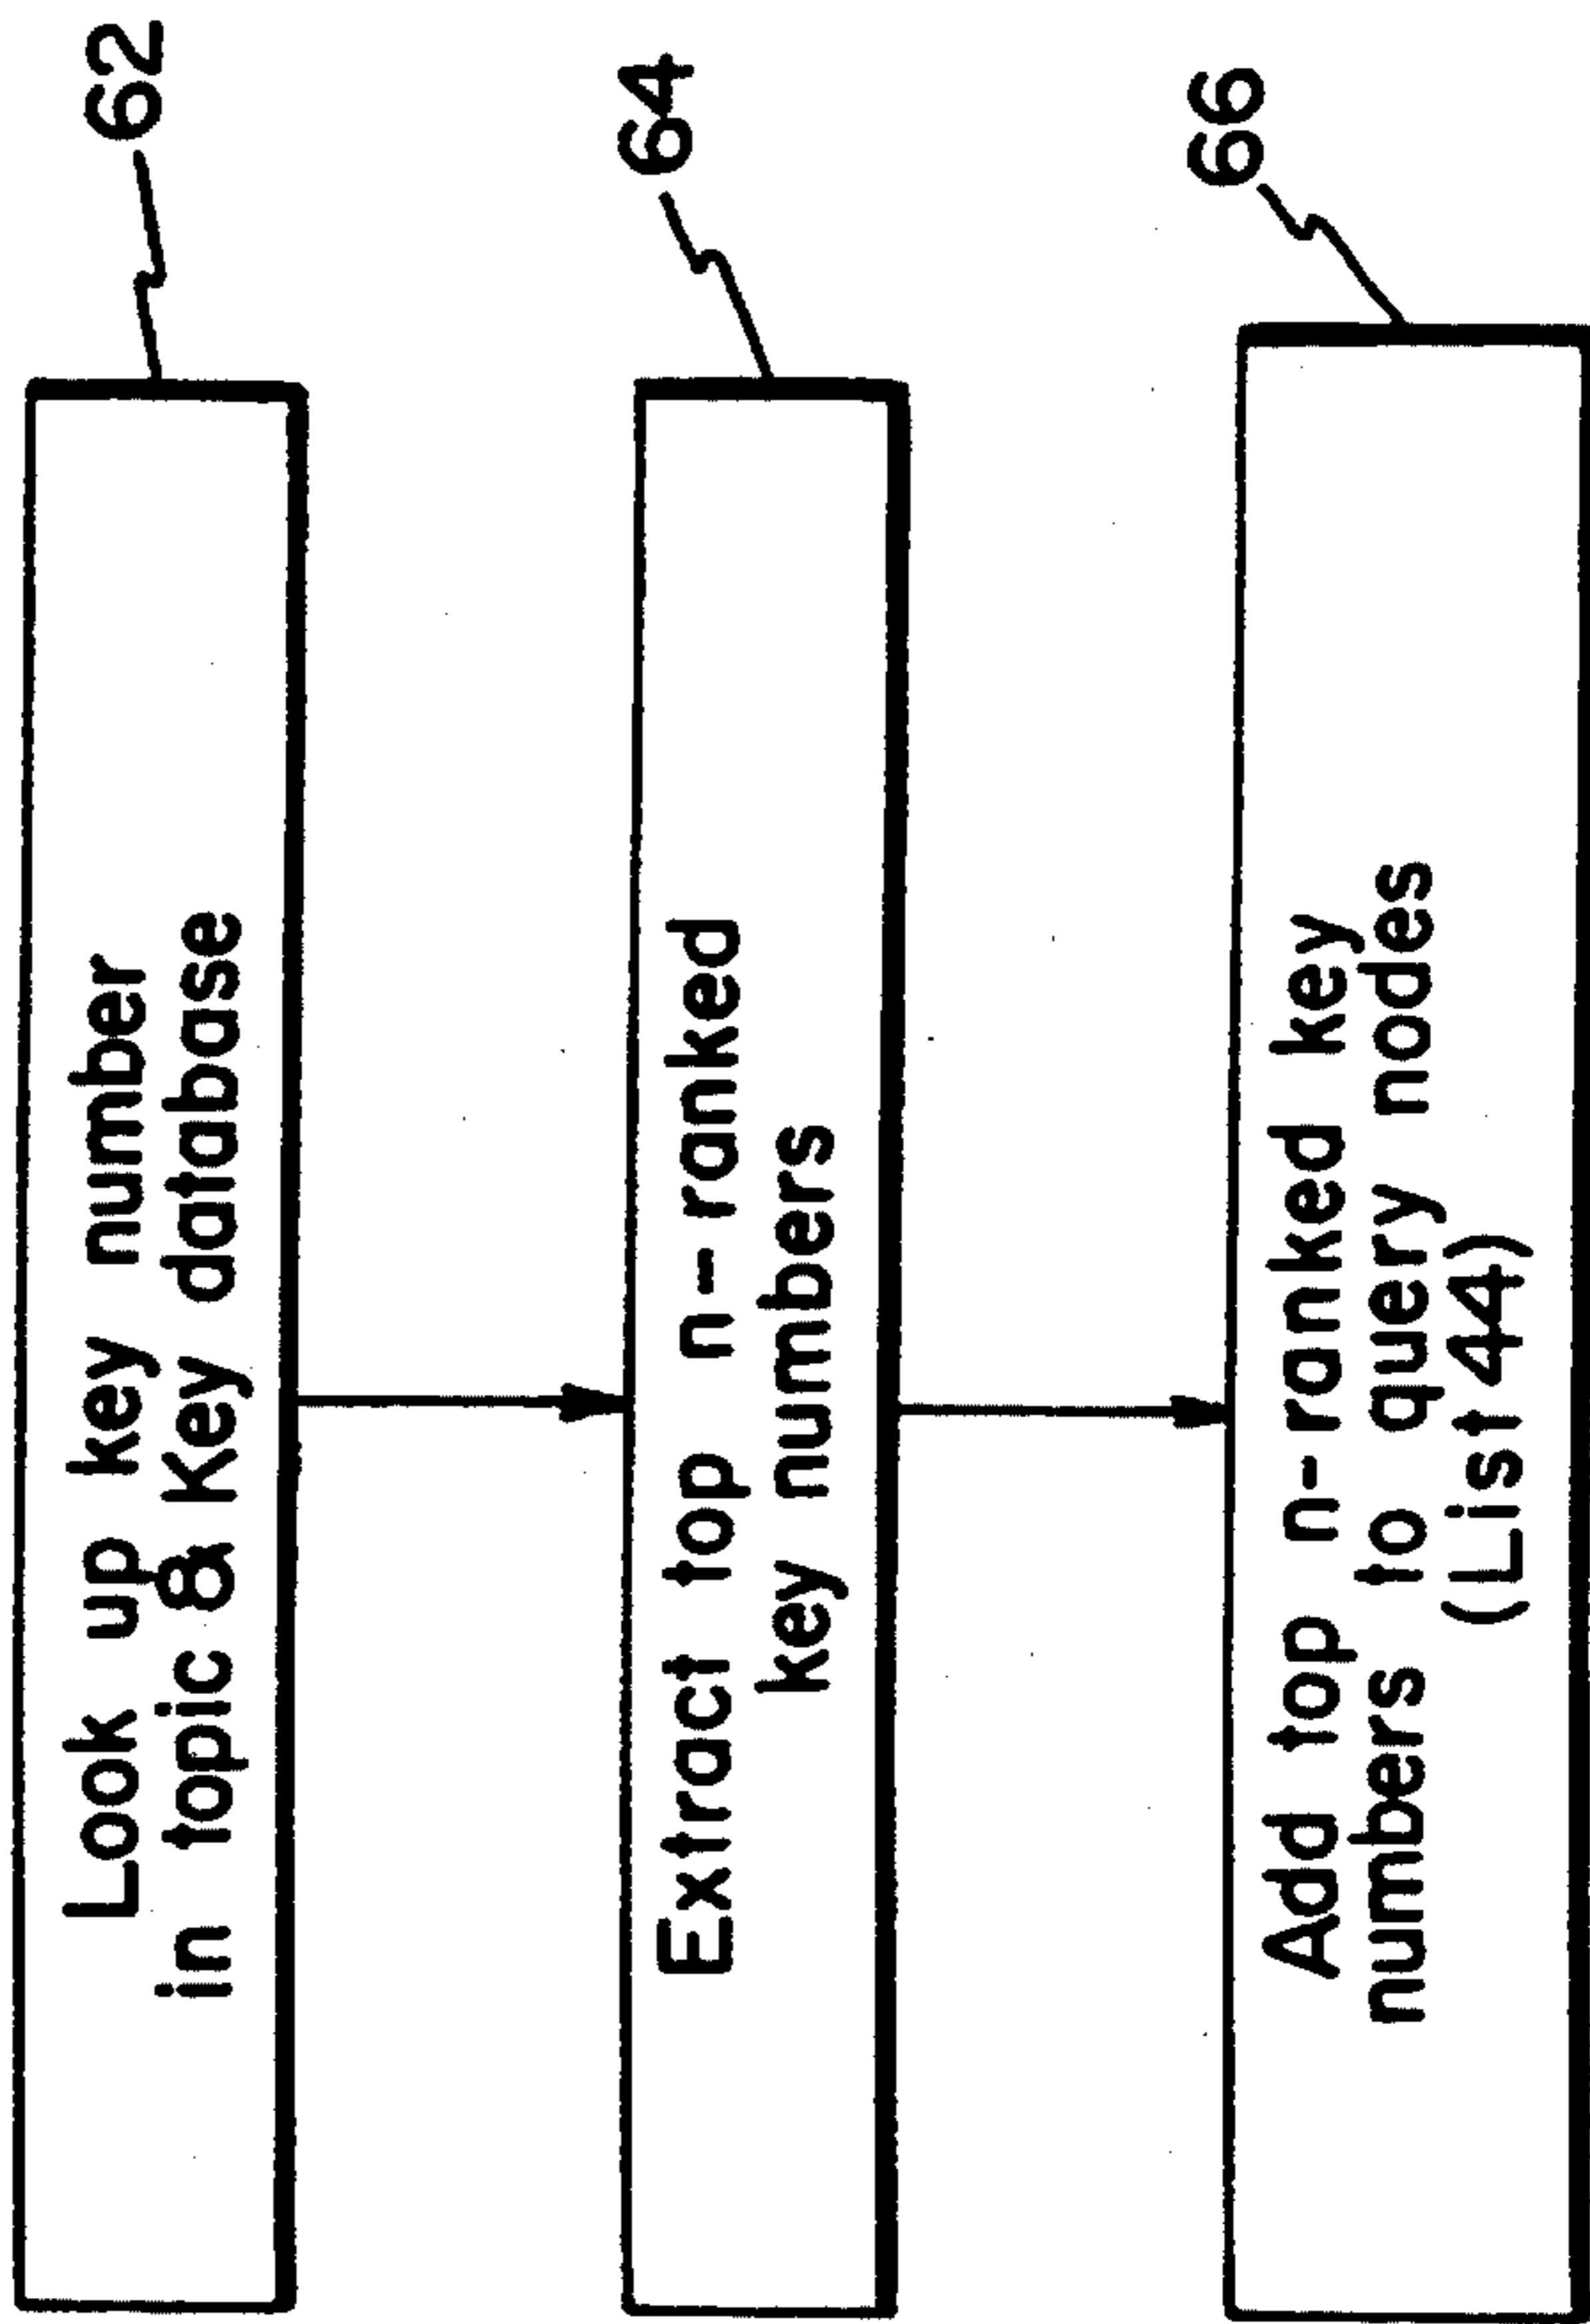 Look up key number
in topic & Key database
62
Extract top n-ranked
key numbers
64
Add top n-ranked key
numbers to query nodes
(List 44)
66